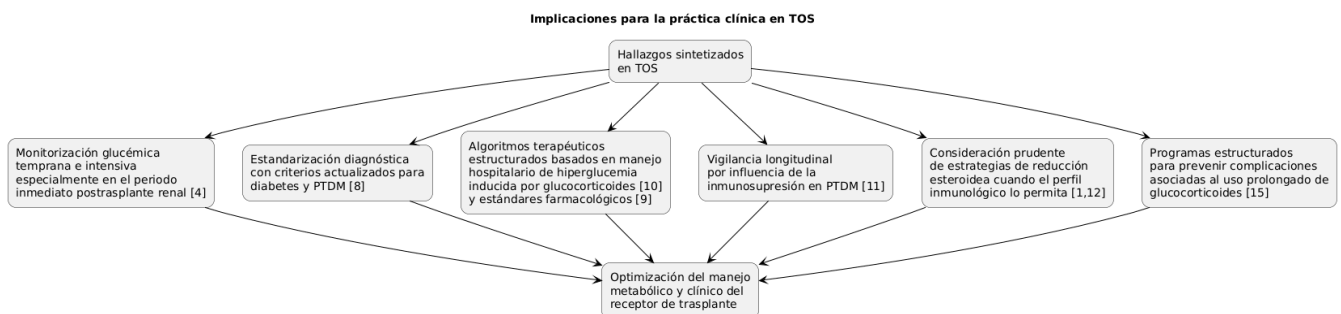 Implicaciones para la práctica clínica en TOS
Hallazgos sintetizados
en TOS
Monitorización glucémica
temprana e intensiva
especialmente en el periodo
inmediato postrasplante renal [4]
Estandarización diagnóstica
con criterios actualizados para
diabetes y PTDM [8]
Algoritmos terapéuticos
estructurados basados en manejo
hospitalario de hiperglucemia
inducida por glucocorticoides [10]
y estándares farmacológicos [9]
Vigilancia longitudinal
por influencia de la
inmunosupresión en PTDM [11]
Consideración prudente
de estrategias de reducción
esteroidea cuando el perfil
inmunológico lo permita [1,12]
Programas estructurados
para prevenir complicaciones
asociadas al uso prolongado de
glucocorticoides [15]
Optimización del manejo
metabólico y clínico del
receptor de trasplante